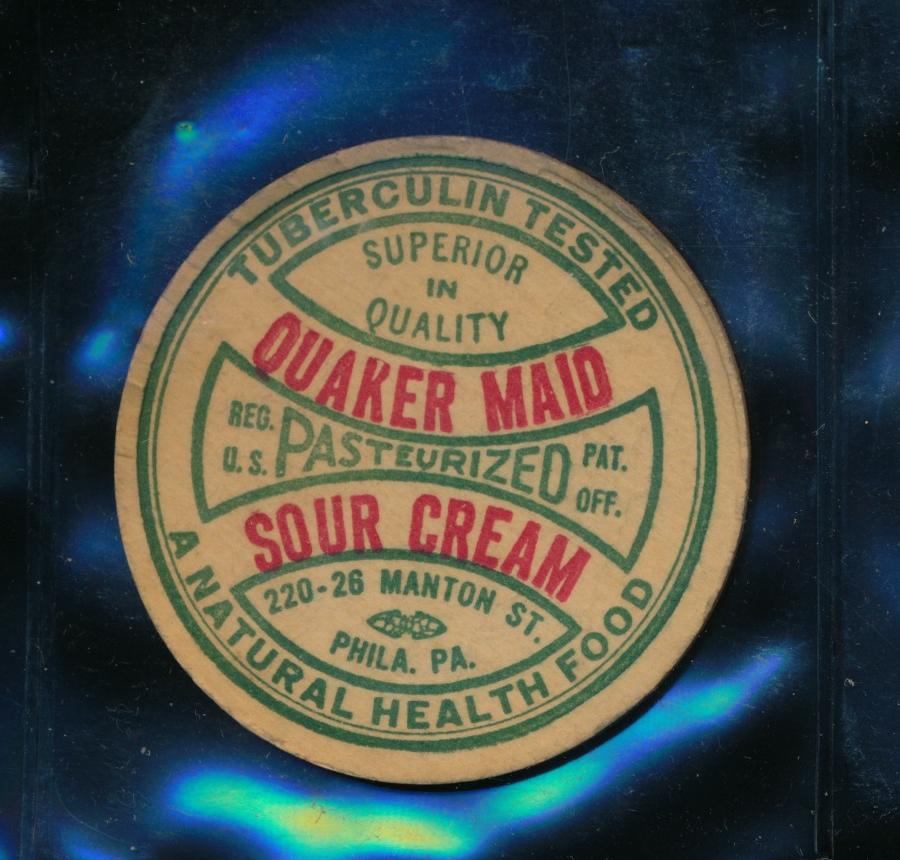 TUBERCULIN TESTED
SUPERIOR
IN
QUALITY
QUAKER MAID
REG. U.S. PASTEURIZED PAT. OFF.
SOUR CREAM
220-26 MANTON ST.
PHILA. PA.
A NATURAL HEALTH FOOD